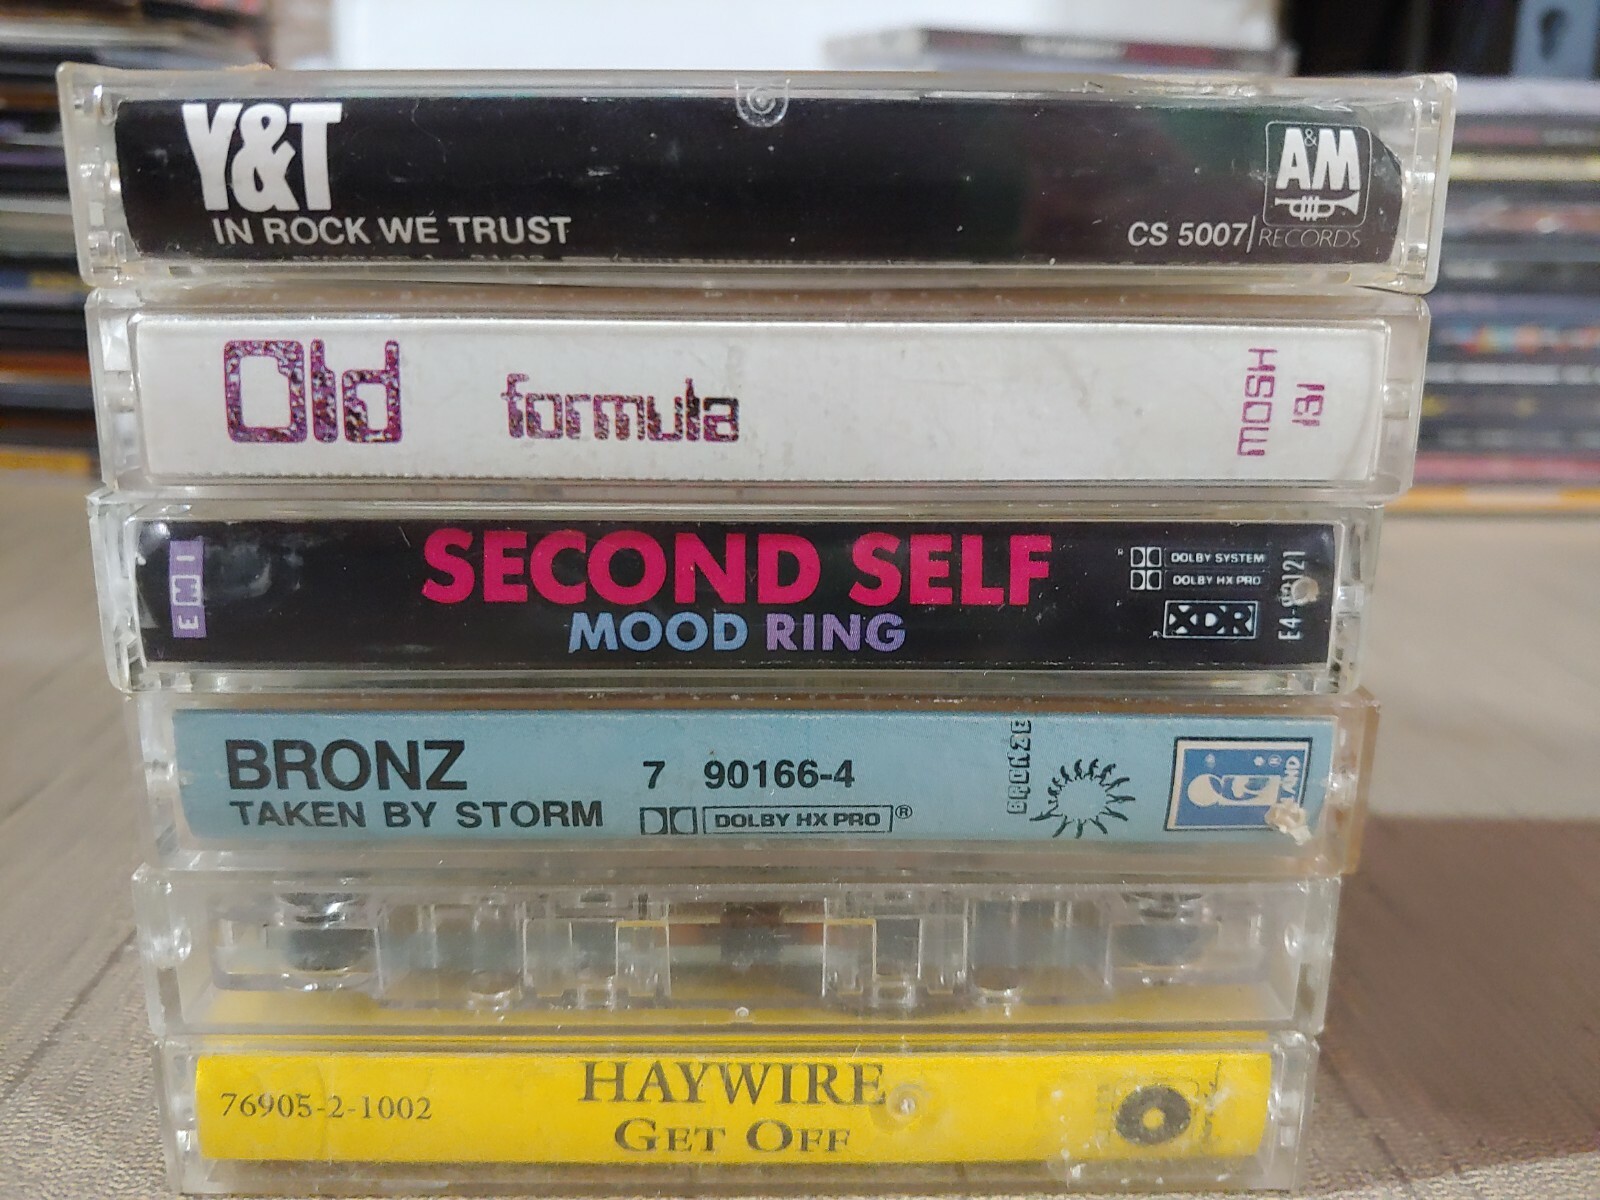 Y&T
IN ROCK WE TRUST
CS 5007
A&M
RECORDS
Old
formula
MOSH
131
EMI
SECOND SELF
MOOD RING
DOLBY SYSTEM
DOLBY HX PRO
XDR
BRONZ
TAKEN BY STORM
7 90166-4
DOLBY HX PRO ®
BRONZE
76905-2-1002
HAYWIRE
GET OFF